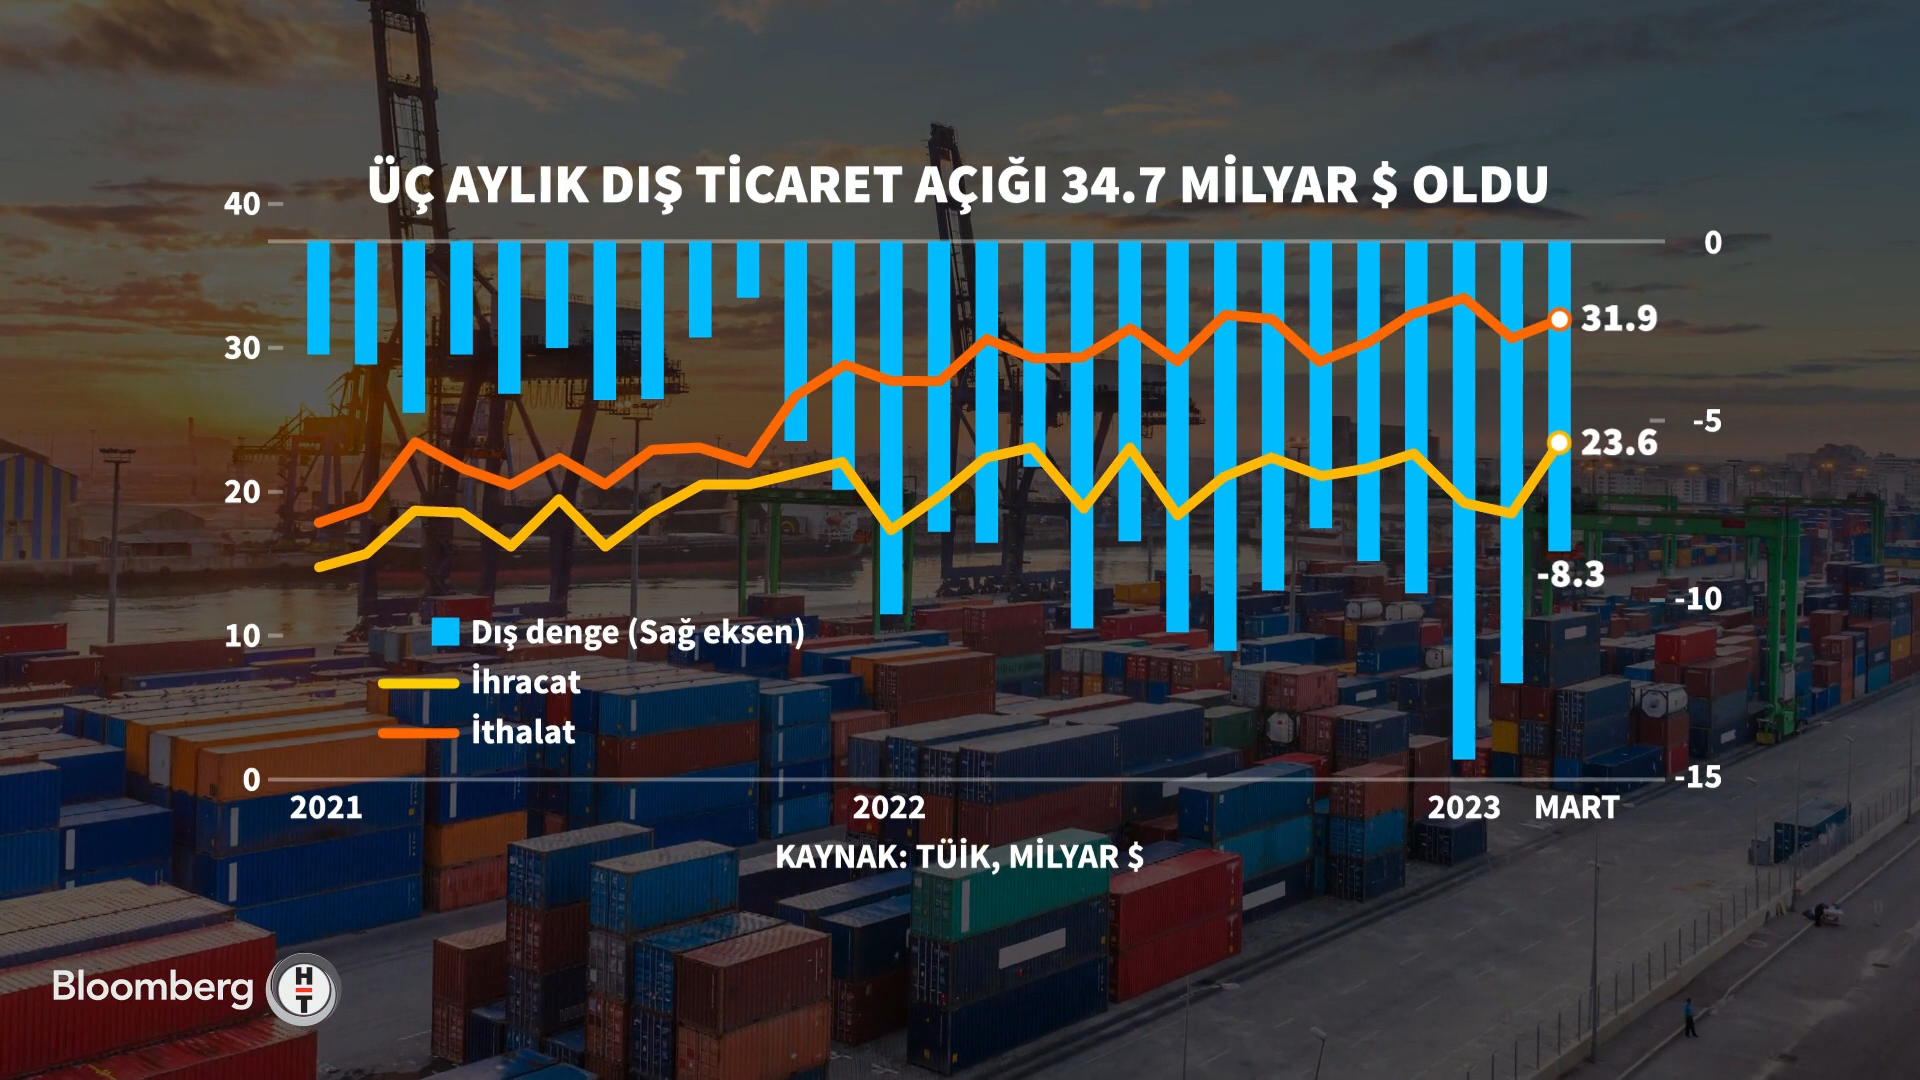 ÜÇ AYLIK DIŞ TİCARET AÇIĞI 34.7 MİLYAR $ OLDU
40
0
30
31.9
-5
23.6
20
-8.3
-10
10
Dış denge (Sağ eksen)
İhracat
İthalat
0
-15
2021 2022 2023 MART
KAYNAK: TÜİK, MİLYAR $
Bloomberg HT